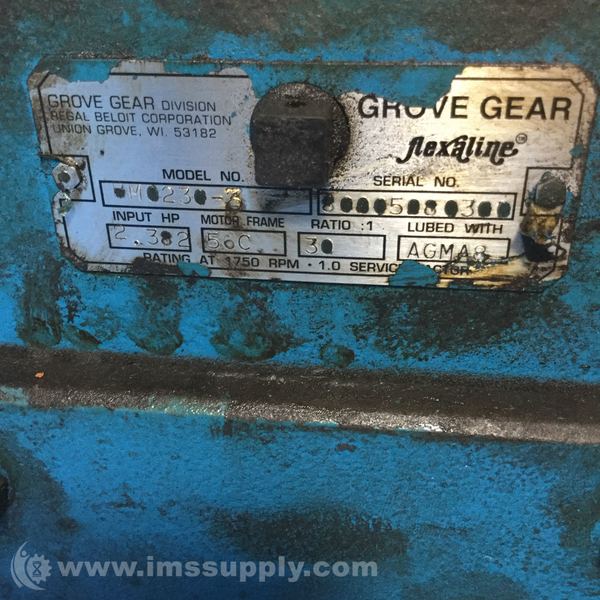 GROVE GEAR DIVISION
REGAL BELOIT CORPORATION
UNION GROVE, WI. 53182
GROVE GEAR
flexaline™
MODEL NO.
SERIAL NO.
INPUT HP MOTOR FRAME RATIO :1 LUBED WITH
2.382 56C 30 AGMA8
RATING AT 1750 RPM • 1.0 SERVICE FACTOR
www.imssupply.com